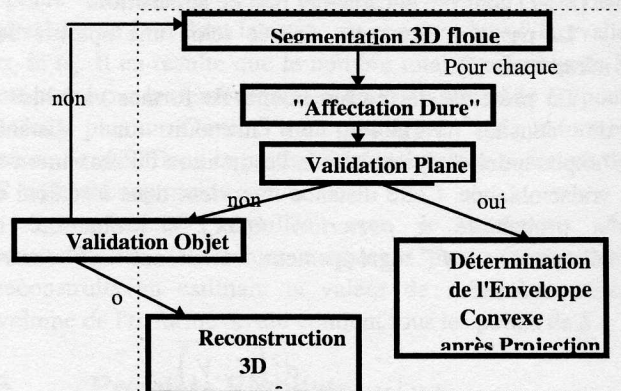 Segmentation 3D floue
Pour chaque
non
"Affectation Dure"
Validation Plane
non
oui
Validation Objet
Détermination
de l'Enveloppe
Convexe
après Projection
o
Reconstruction
3D